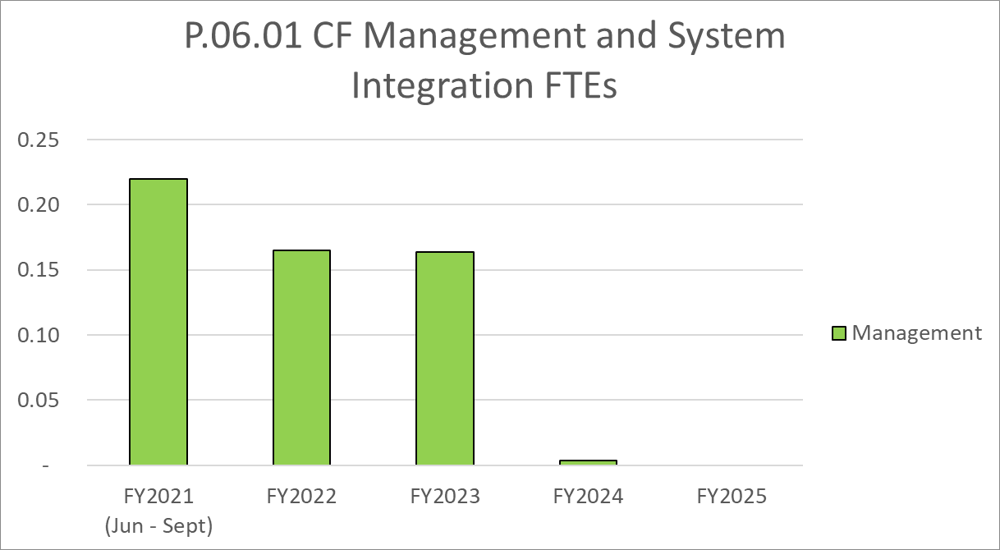 P.06.01 CF Management and System
Integration FTEs
0.25
0.20
0.15
0.10
0.05
-
Management
FY2021 FY2022 FY2023 FY2024 FY2025
(Jun - Sept)